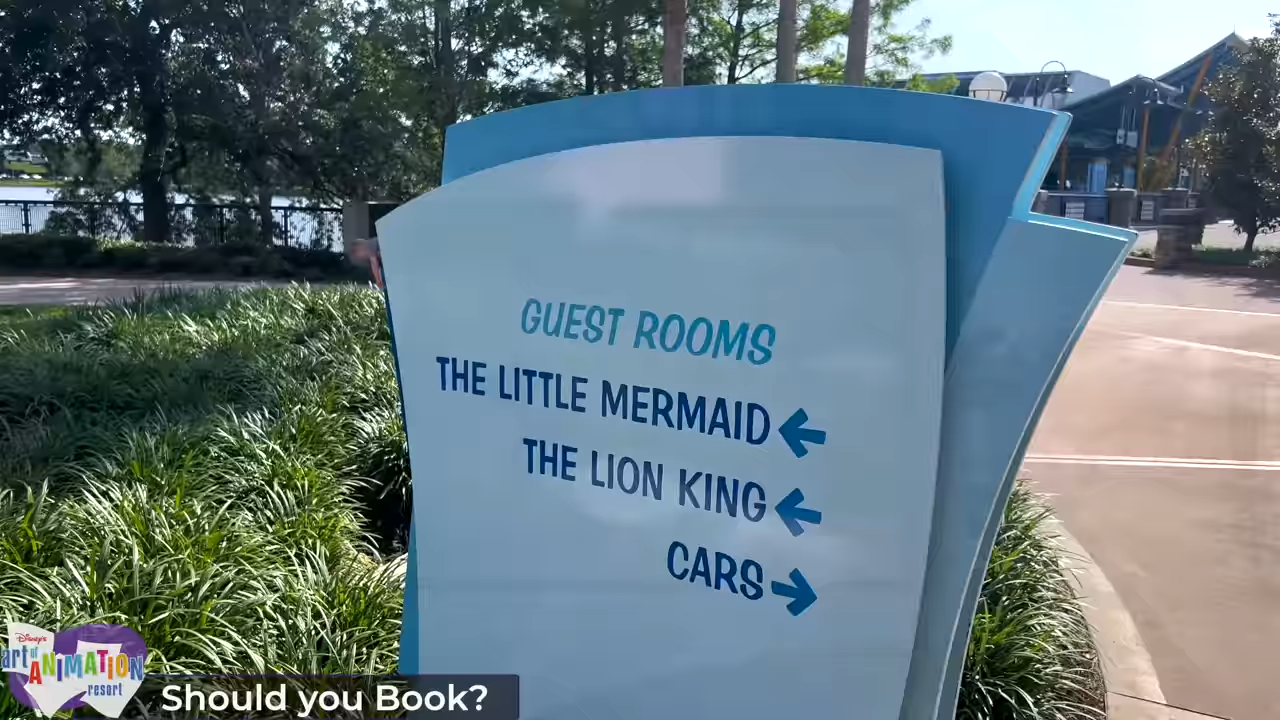 GUEST ROOMS
THE LITTLE MERMAID
THE LION KING
CARS
DISNEY'S
art of
ANIMATION
resort
Should you Book?